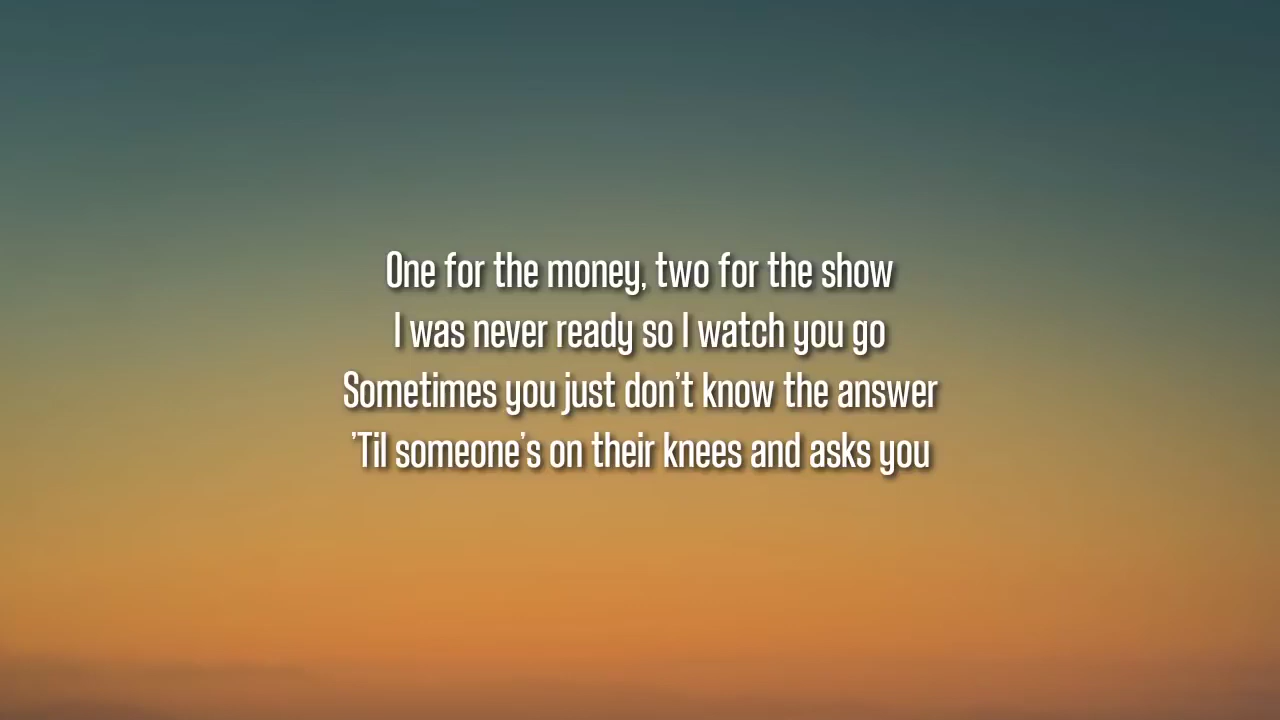 One for the money, two for the show
I was never ready so I watch you go
Sometimes you just don't know the answer
'Til someone's on their knees and asks you